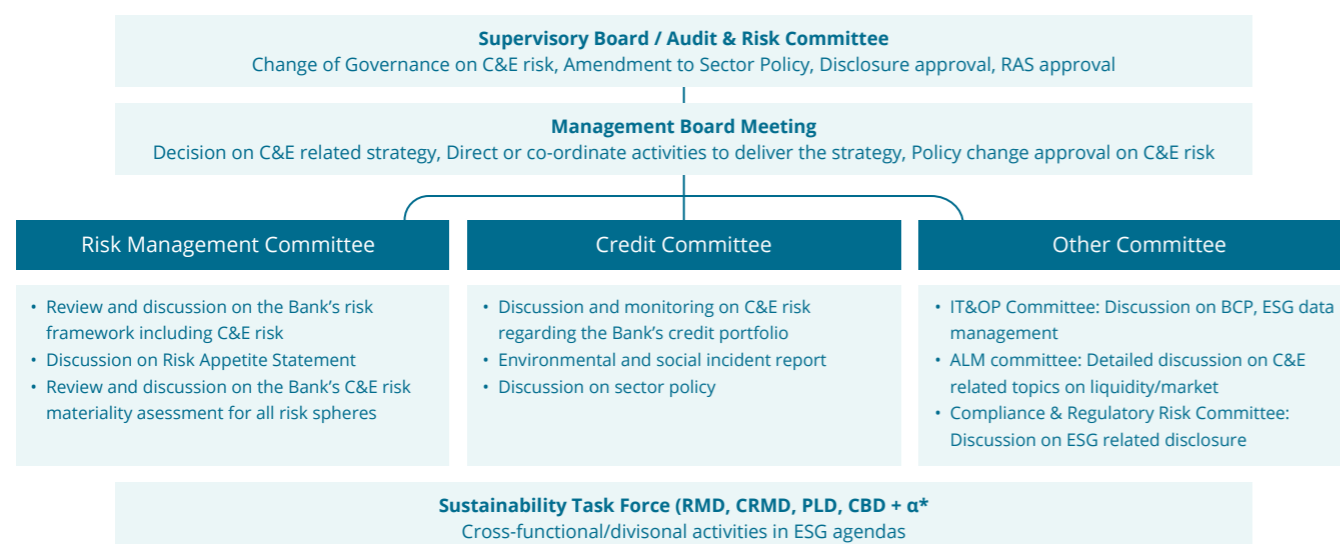 Supervisory Board / Audit & Risk Committee
Change of Governance on C&E risk, Amendment to Sector Policy, Disclosure approval, RAS approval
Management Board Meeting
Decision on C&E related strategy, Direct or co-ordinate activities to deliver the strategy, Policy change approval on C&E risk
Risk Management Committee
• Review and discussion on the Bank’s risk
framework including C&E risk
• Discussion on Risk Appetite Statement
• Review and discussion on the Bank’s C&E risk
materiality asessment for all risk spheres
Credit Committee
• Discussion and monitoring on C&E risk
regarding the Bank’s credit portfolio
• Environmental and social incident report
• Discussion on sector policy
Other Committee
• IT&OP Committee: Discussion on BCP, ESG data
management
• ALM committee: Detailed discussion on C&E
related topics on liquidity/market
• Compliance & Regulatory Risk Committee:
Discussion on ESG related disclosure
Sustainability Task Force (RMD, CRMD, PLD, CBD + α*
Cross-functional/divisonal activities in ESG agendas